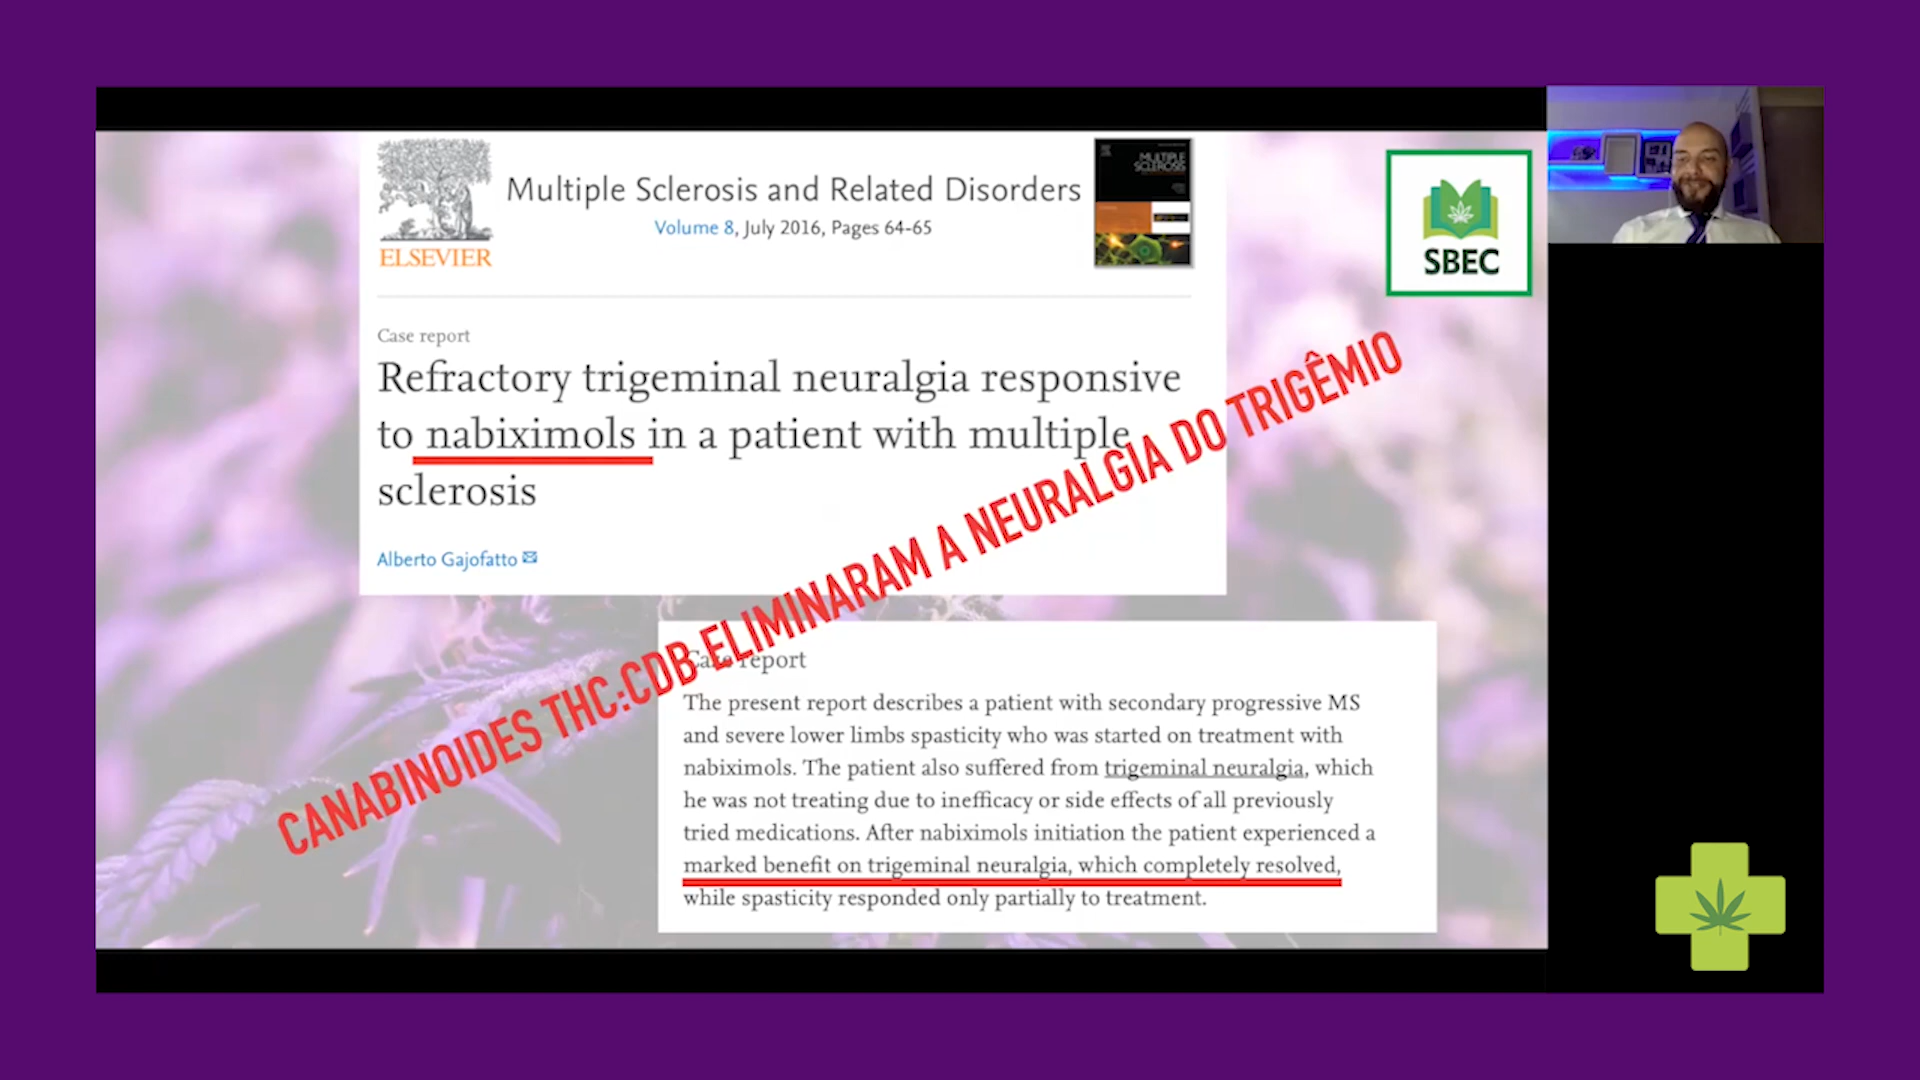 ELSEVIER
Multiple Sclerosis and Related Disorders
Volume 8, July 2016, Pages 64-65
MULTIPLE
SCLEROSIS
SBEC
Case report
Refractory trigeminal neuralgia responsive
to nabiximols in a patient with multiple
sclerosis
Alberto Gajofatto
CANABINOIDES THC:CDB ELIMINARAM A NEURALGIA DO TRIGÊMIO
Case report
The present report describes a patient with secondary progressive MS
and severe lower limbs spasticity who was started on treatment with
nabiximols. The patient also suffered from trigeminal neuralgia, which
he was not treating due to inefficacy or side effects of all previously
tried medications. After nabiximols initiation the patient experienced a
marked benefit on trigeminal neuralgia, which completely resolved,
while spasticity responded only partially to treatment.